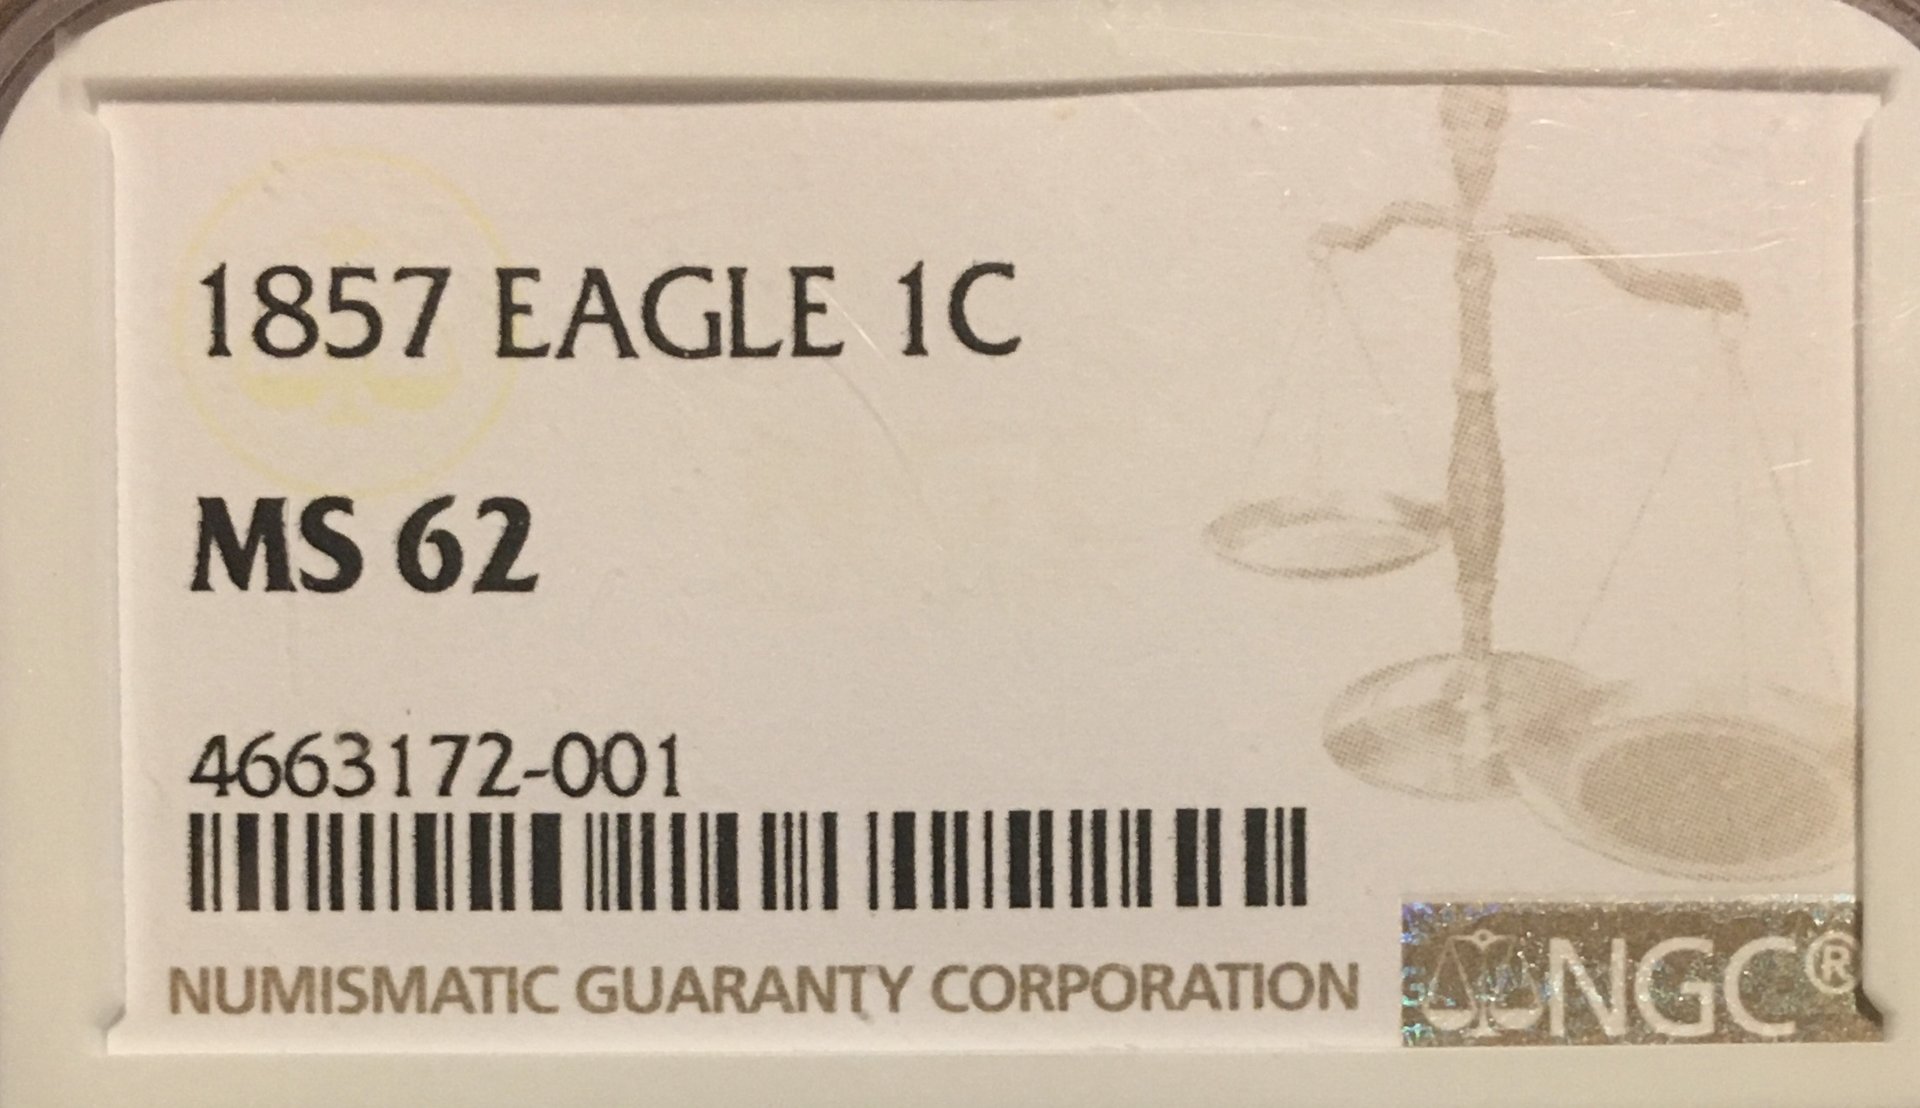 1857 EAGLE 1C
MS 62
4663172-001
NUMISMATIC GUARANTY CORPORATION
NGC®